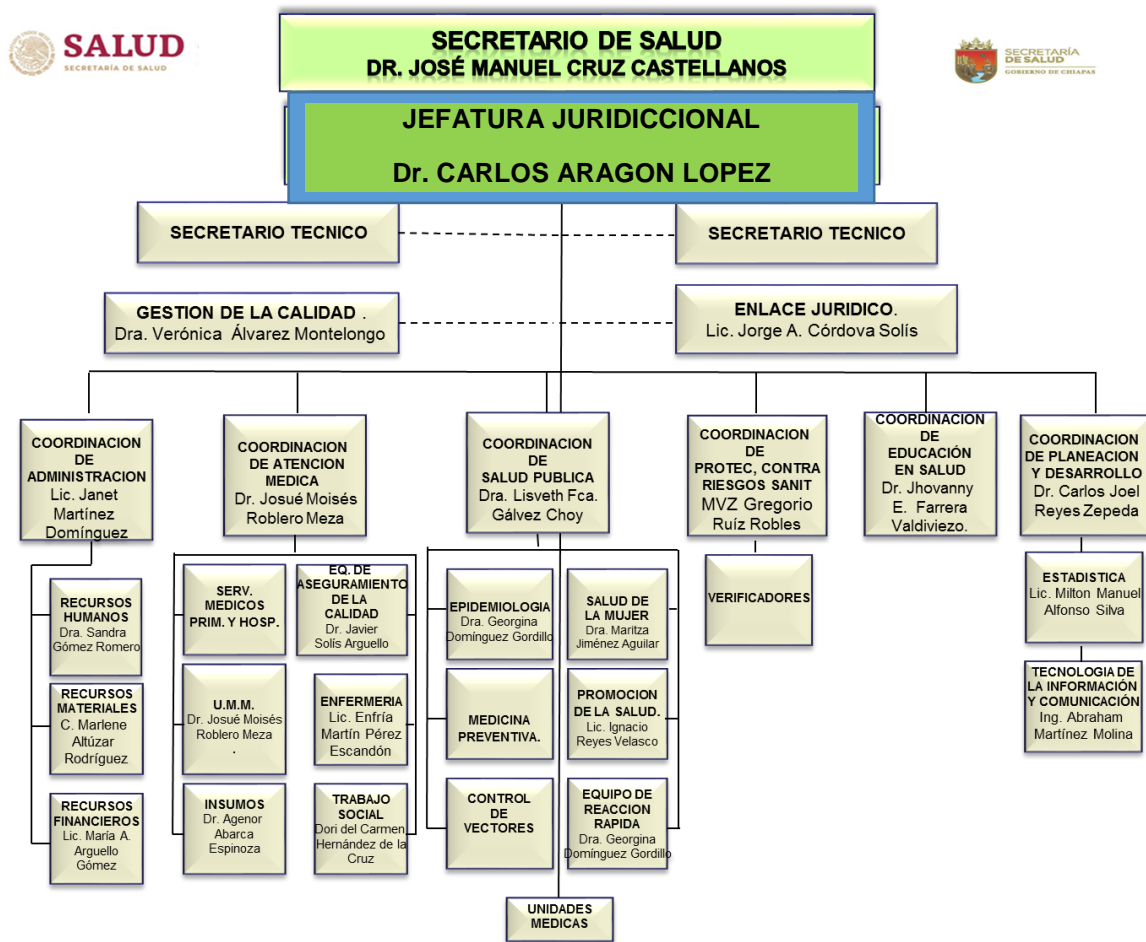 SALUD
SECRETARÍA DE SALUD
SECRETARIO DE SALUD
DR. JOSÉ MANUEL CRUZ CASTELLANOS
SECRETARÍA
DE SALUD
GOBIERNO DE CHIAPAS
JEFATURA JURIDICCIONAL
Dr. CARLOS ARAGON LOPEZ
SECRETARIO TECNICO
SECRETARIO TECNICO
GESTION DE LA CALIDAD .
Dra. Verónica Álvarez Montelongo
ENLACE JURIDICO.
Lic. Jorge A. Córdova Solís
COORDINACION
DE
ADMINISTRACION
Lic. Janet
Martínez
Domínguez
COORDINACION
DE ATENCION
MEDICA
Dr. Josué Moisés
Roblero Meza
COORDINACION
DE
SALUD PUBLICA
Dra. Lisveth Fca.
Gálvez Choy
COORDINACION
DE
PROTEC, CONTRA
RIESGOS SANIT
MVZ Gregorio
Ruíz Robles
COORDINACION
DE
EDUCACIÓN
EN SALUD
Dr. Jhovanny
E. Farrera
Valdiviezo.
COORDINACION
DE PLANEACION
Y DESARROLLO
Dr. Carlos Joel
Reyes Zepeda
RECURSOS
HUMANOS
Dra. Sandra
Gómez Romero
RECURSOS
MATERIALES
C. Marlene
Altúzar
Rodríguez
RECURSOS
FINANCIEROS
Lic. María A.
Arguello
Gómez
SERV.
MEDICOS
PRIM. Y HOSP.
EQ. DE
ASEGURAMIENTO
DE LA
CALIDAD
Dr. Javier
Solís Arguello
U.M.M.
Dr. Josué Moisés
Roblero Meza
.
ENFERMERIA
Lic. Enfría
Martín Pérez
Escandón
INSUMOS
Dr. Agenor
Abarca
Espinoza
TRABAJO
SOCIAL
Dori del Carmen
Hernández de la
Cruz
EPIDEMIOLOGIA
Dra. Georgina
Domínguez Gordillo
SALUD DE
LA MUJER
Dra. Maritza
Jiménez Aguilar
MEDICINA
PREVENTIVA.
PROMOCION
DE LA SALUD.
Lic. Ignacio
Reyes Velasco
CONTROL
DE
VECTORES
EQUIPO DE
REACCION
RAPIDA
Dra. Georgina
Domínguez Gordillo
VERIFICADORES
ESTADISTICA
Lic. Milton Manuel
Alfonso Silva
TECNOLOGIA DE
LA INFORMACIÓN
Y COMUNICACIÓN
Ing. Abraham
Martínez Molina
UNIDADES
MEDICAS